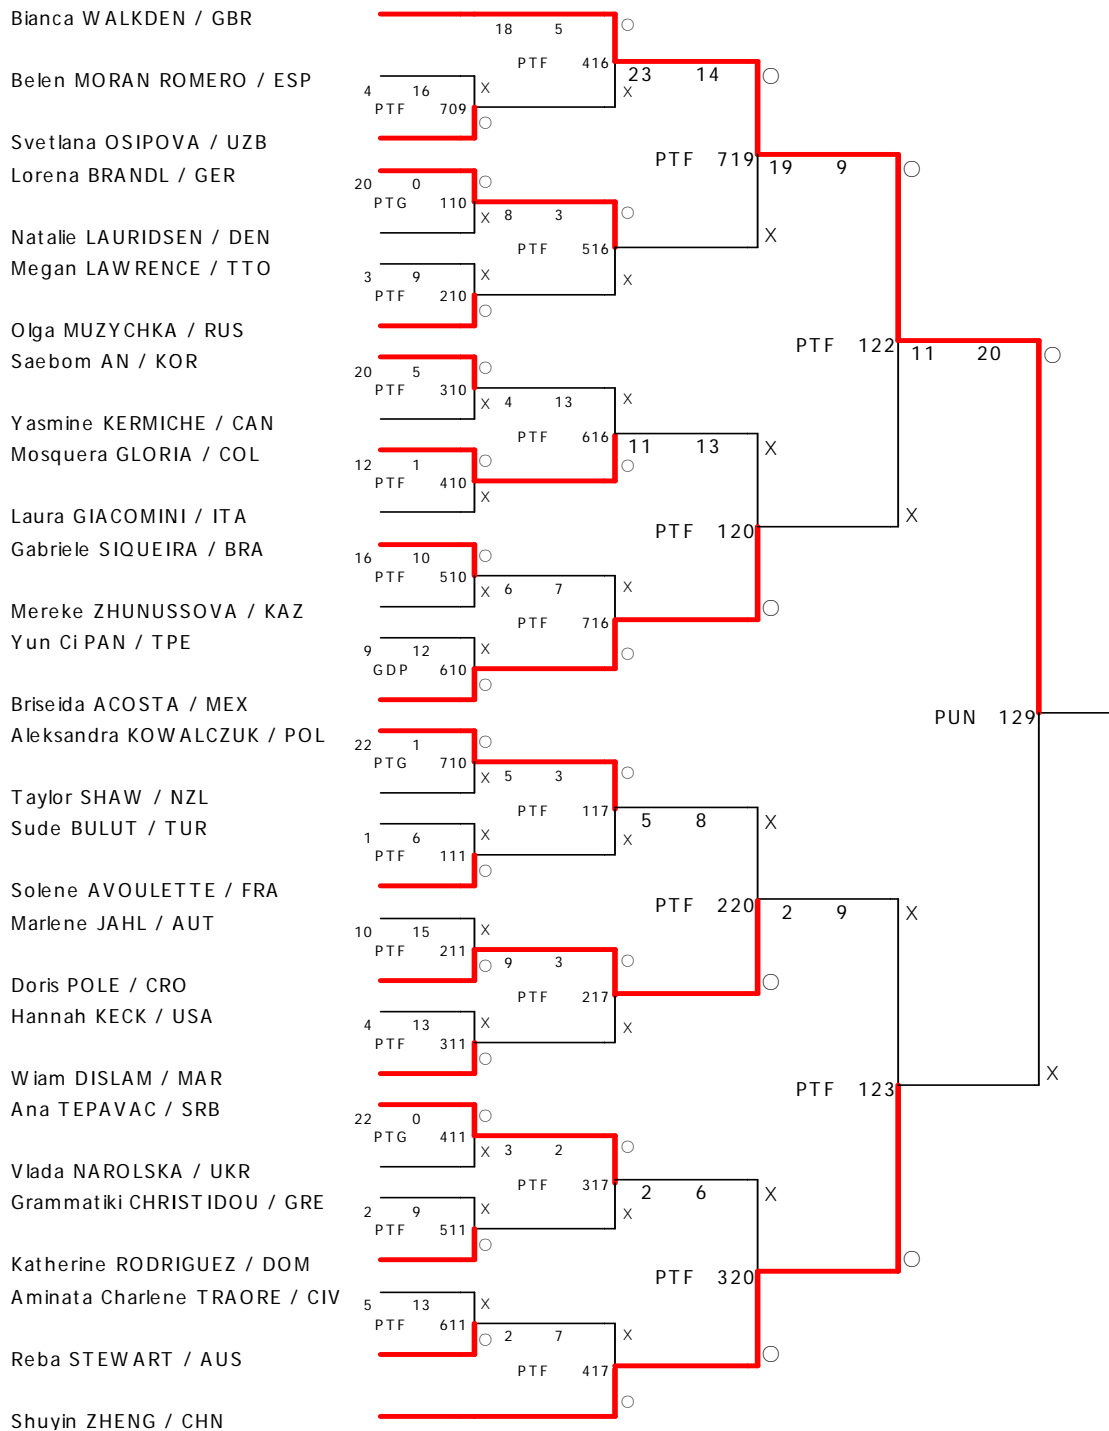 Bianca WALKDEN / GBR
18 5
PTF 416
23 14
Belen MORAN ROMERO / ESP
4 16
PTF 709
Svetlana OSIPOVA / UZB
PTF 719
19 9
Lorena BRANDL / GER
20 0
PTG 110
8 3
PTF 516
Natalie LAURIDSEN / DEN
Megan LAWRENCE / TTO
3 9
PTF 210
Olga MUZYCHKA / RUS
PTF 122
11 20
Saebom AN / KOR
20 5
PTF 310
4 13
PTF 616
11 13
Yasmine KERMICHE / CAN
Mosquera GLORIA / COL
12 1
PTF 410
Laura GIACOMINI / ITA
PTF 120
Gabriele SIQUEIRA / BRA
16 10
PTF 510
6 7
PTF 716
Mereke ZHUNUSSOVA / KAZ
Yun Ci PAN / TPE
9 12
GDP 610
Briseida ACOSTA / MEX
PUN 129
Aleksandra KOWALCZUK / POL
22 1
PTG 710
5 3
PTF 117
5 8
Taylor SHAW / NZL
Sude BULUT / TUR
1 6
PTF 111
Solene AVOULETTE / FRA
PTF 220
2 9
Marlene JAHL / AUT
10 15
PTF 211
9 3
PTF 217
Doris POLE / CRO
Hannah KECK / USA
4 13
PTF 311
Wiam DISLAM / MAR
PTF 123
Ana TEPAVAC / SRB
22 0
PTG 411
3 2
PTF 317
2 6
Vlada NAROLSKA / UKR
Grammatiki CHRISTIDOU / GRE
2 9
PTF 511
Katherine RODRIGUEZ / DOM
PTF 320
Aminata Charlene TRAORE / CIV
5 13
PTF 611
2 7
PTF 417
Reba STEWART / AUS
Shuyin ZHENG / CHN